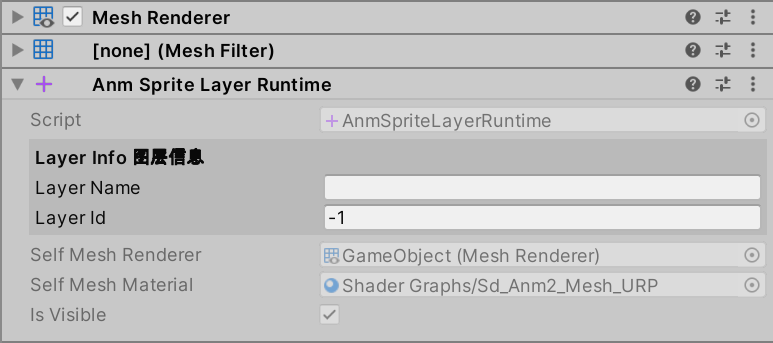 Mesh Renderer
[none] (Mesh Filter)
Anm Sprite Layer Runtime
Script AnmSpriteLayerRuntime
Layer Info 图层信息
Layer Name
Layer Id -1
Self Mesh Renderer GameObject (Mesh Renderer)
Self Mesh Material Shader Graphs/Sd_Anm2_Mesh_URP
Is Visible